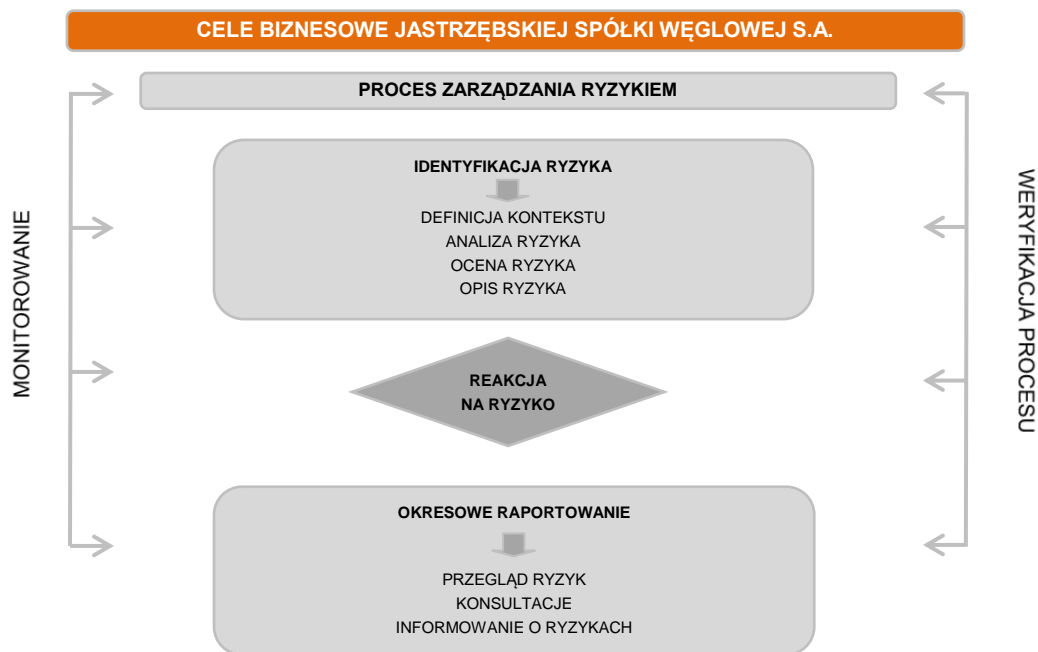 CELE BIZNESOWE JASTRZĘBSKIEJ SPÓŁKI WĘGLOWEJ S.A.
PROCES ZARZĄDZANIA RYZYKIEM
IDENTYFIKACJA RYZYKA
DEFINICJA KONTEKSTU
ANALIZA RYZYKA
OCENA RYZYKA
OPIS RYZYKA
MONITOROWANIE
WERYFIKACJA PROCESU
REAKCJA
NA RYZYKO
OKRESOWE RAPORTOWANIE
PRZEGLĄD RYZYK
KONSULTACJE
INFORMOWANIE O RYZYKACH